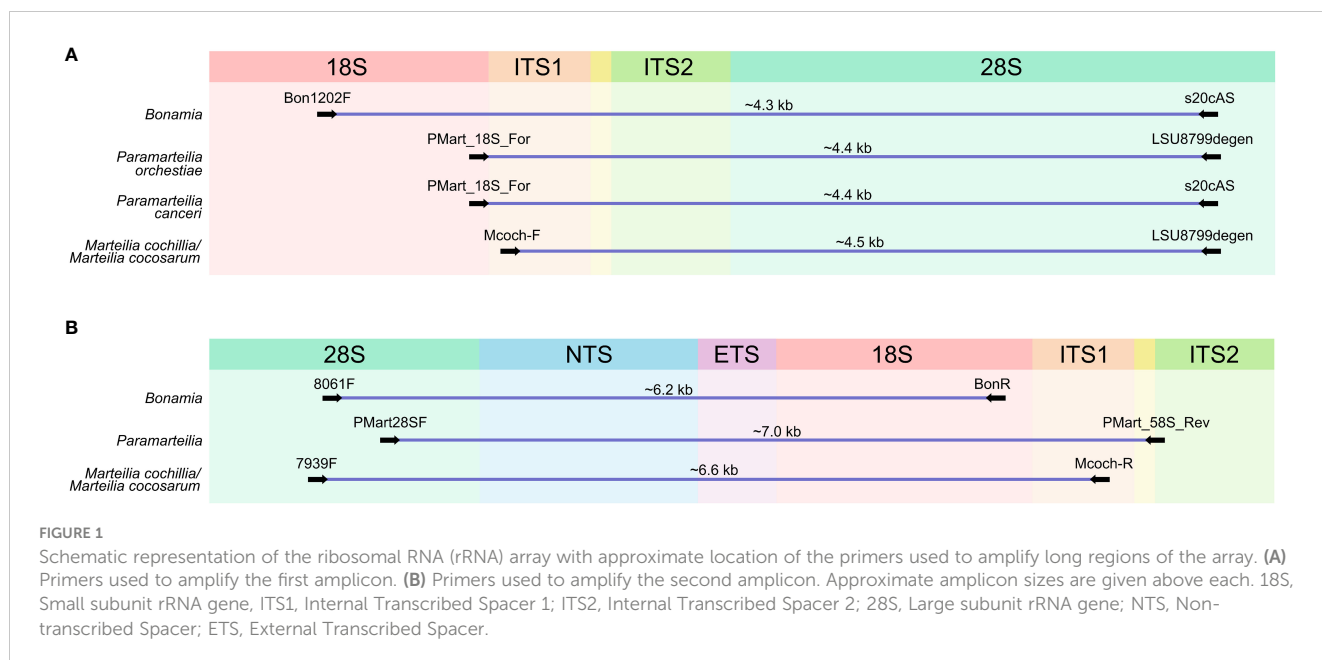 A
18S ITS1 ITS2 28S
Bonamia Bon1202F ~4.3 kb s20cAS
Paramarteilia
orchestiae PMart_18S_For ~4.4 kb LSU8799degen
Paramarteilia
canceri PMart_18S_For ~4.4 kb s20cAS
Marteilia cochillia/
Marteilia cocosarum Mcoch-F ~4.5 kb LSU8799degen
B
28S NTS ETS 18S ITS1 ITS2
Bonamia 8061F ~6.2 kb BonR
Paramarteilia PMart28SF ~7.0 kb PMart_58S_Rev
Marteilia cochillia/
Marteilia cocosarum 7939F ~6.6 kb Mcoch-R
FIGURE 1
Schematic representation of the ribosomal RNA (rRNA) array with approximate location of the primers used to amplify long regions of the array. (A)
Primers used to amplify the first amplicon. (B) Primers used to amplify the second amplicon. Approximate amplicon sizes are given above each. 18S,
Small subunit rRNA gene, ITS1, Internal Transcribed Spacer 1; ITS2, Internal Transcribed Spacer 2; 28S, Large subunit rRNA gene; NTS, Non-
transcribed Spacer; ETS, External Transcribed Spacer.